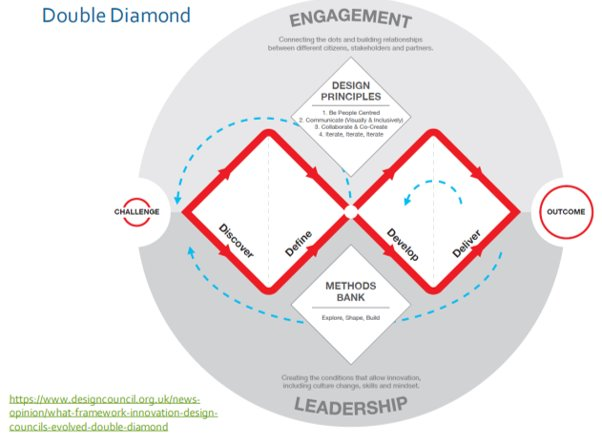 Double Diamond
ENGAGEMENT
Connecting the dots and building relationships
between different citizens, stakeholders and partners.
DESIGN
PRINCIPLES
1. Be People Centred
2. Communicate (Visually & Inclusively)
3. Collaborate & Co-Create
4. Iterate, Iterate, Iterate
CHALLENGE
Discover
Define
Develop
Deliver
OUTCOME
METHODS
BANK
Explore, Shape, Build
Creating the conditions that allow innovation,
including culture change, skills and mindset.
LEADERSHIP
https://www.designcouncil.org.uk/news-
opinion/what-framework-innovation-design-
councils-evolved-double-diamond